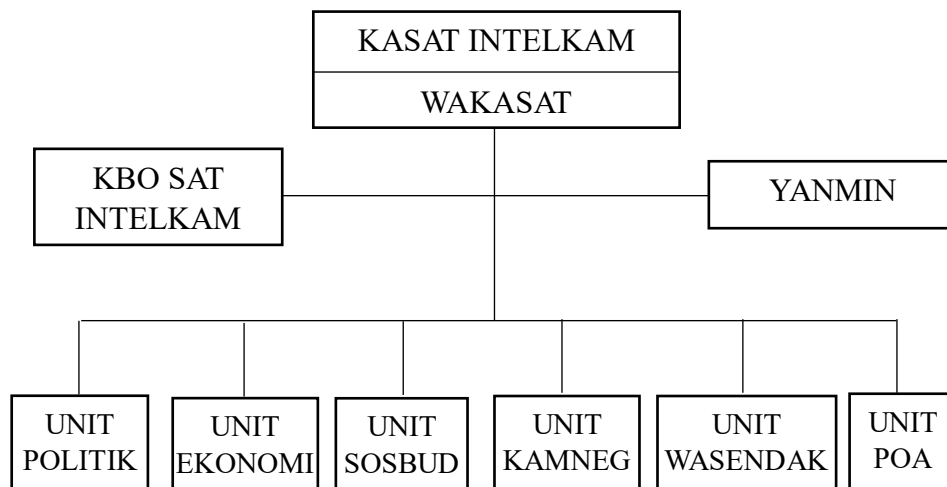 KASAT INTELKAM
WAKASAT
KBO SAT
INTELKAM
YANMIN
UNIT
POLITIK
UNIT
EKONOMI
UNIT
SOSBUD
UNIT
KAMNEG
UNIT
WASENDAK
UNIT
POA